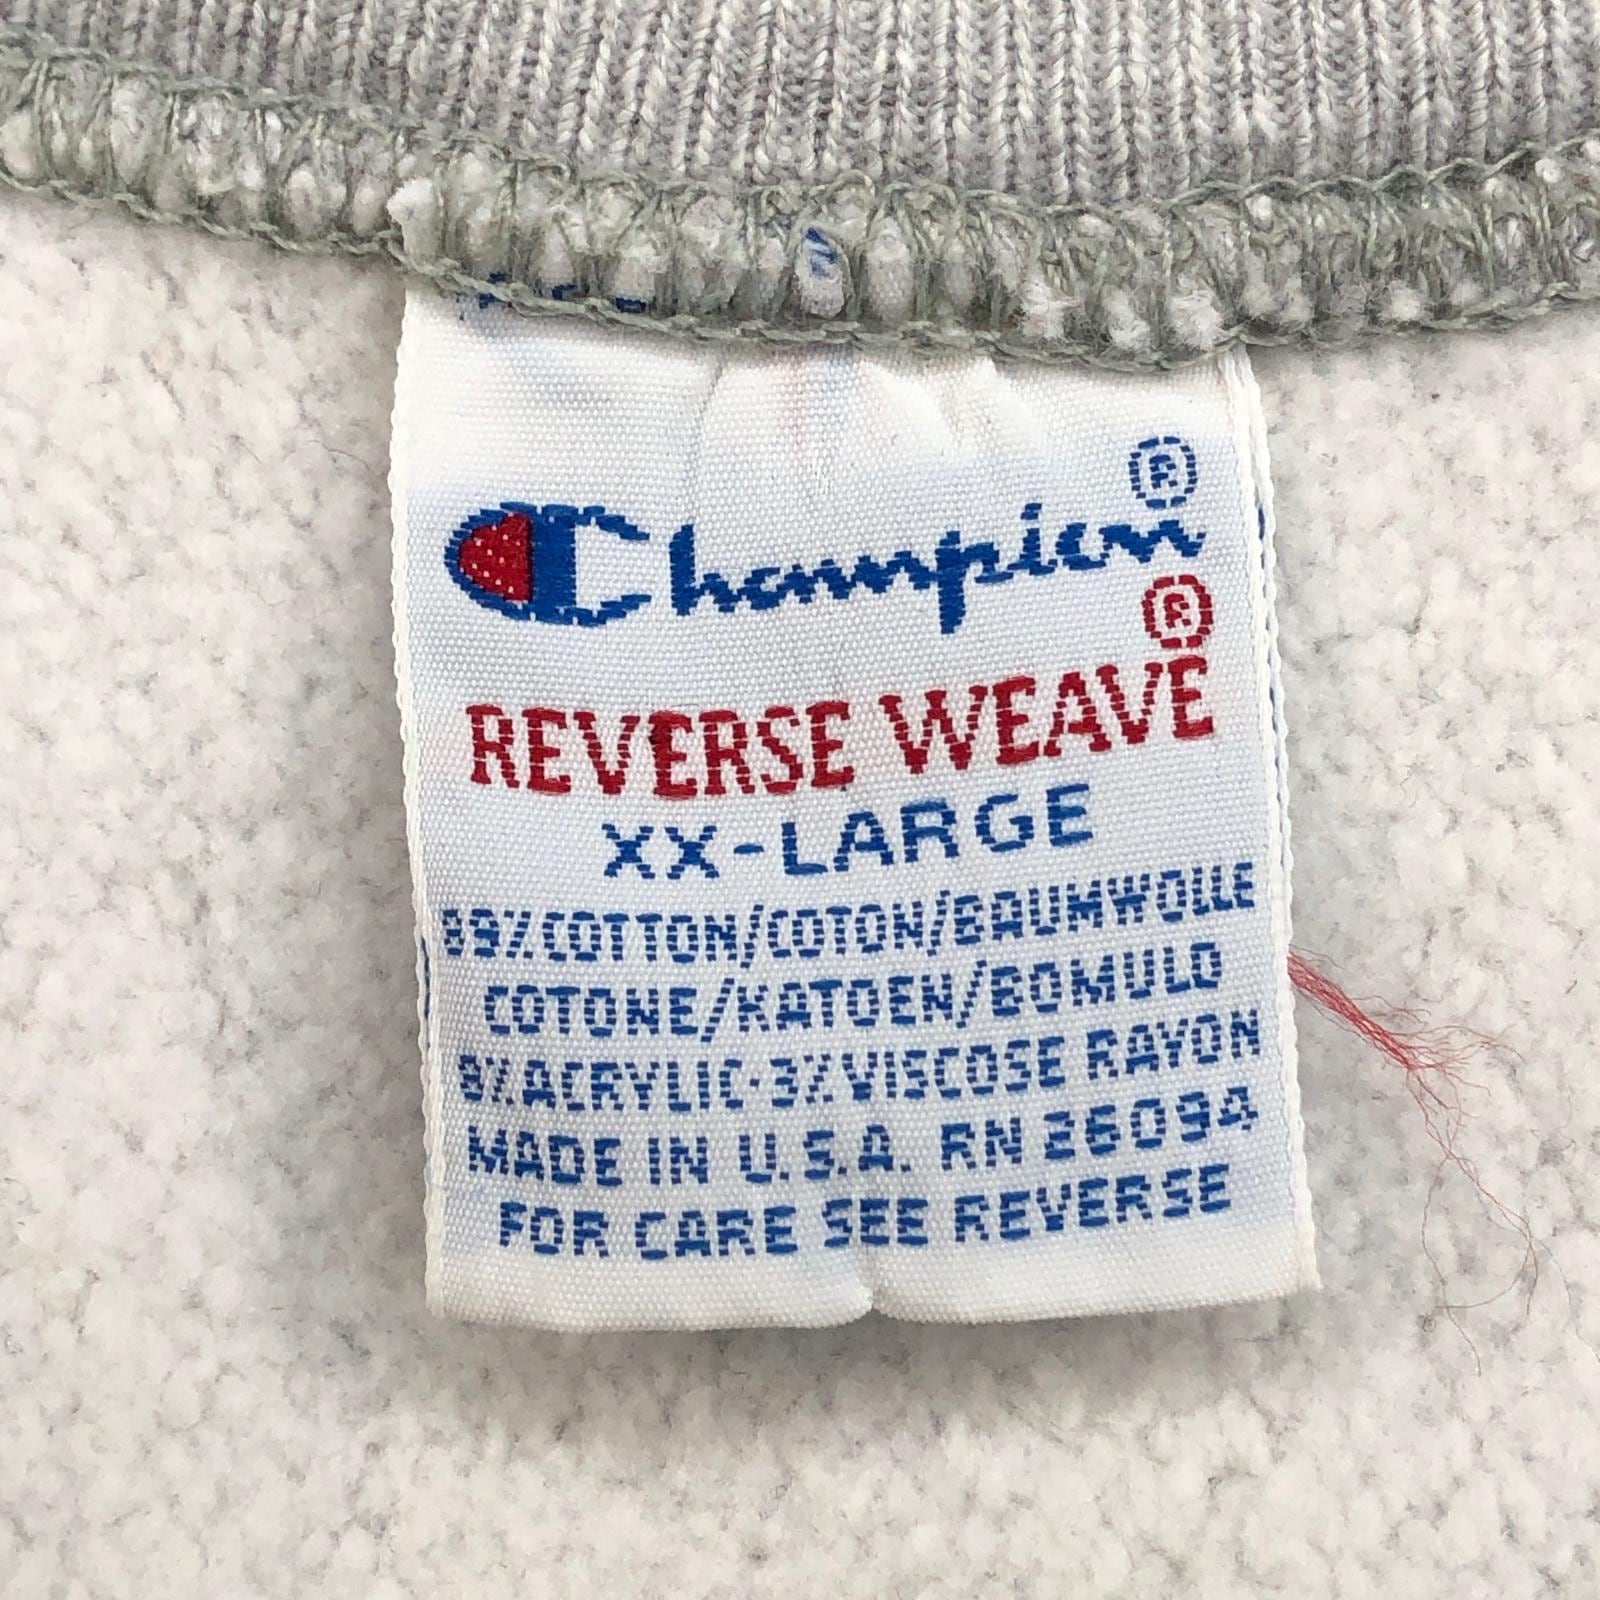 Champion®
REVERSE WEAVE®
XX-LARGE
89%COTTON/COTON/BAUMWOLLE
COTONE/KATOEN/BOMULD
8%ACRYLIC·3%VISCOSE RAYON
MADE IN U.S.A. RN 26094
FOR CARE SEE REVERSE